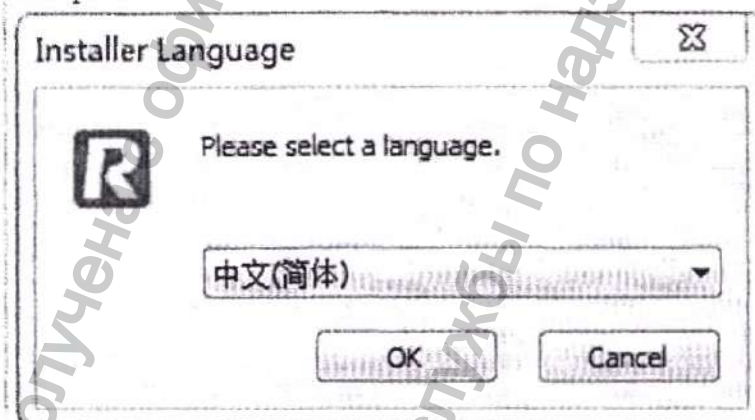 Installer Language
Please select a language.
中文(简体)
OK
Cancel